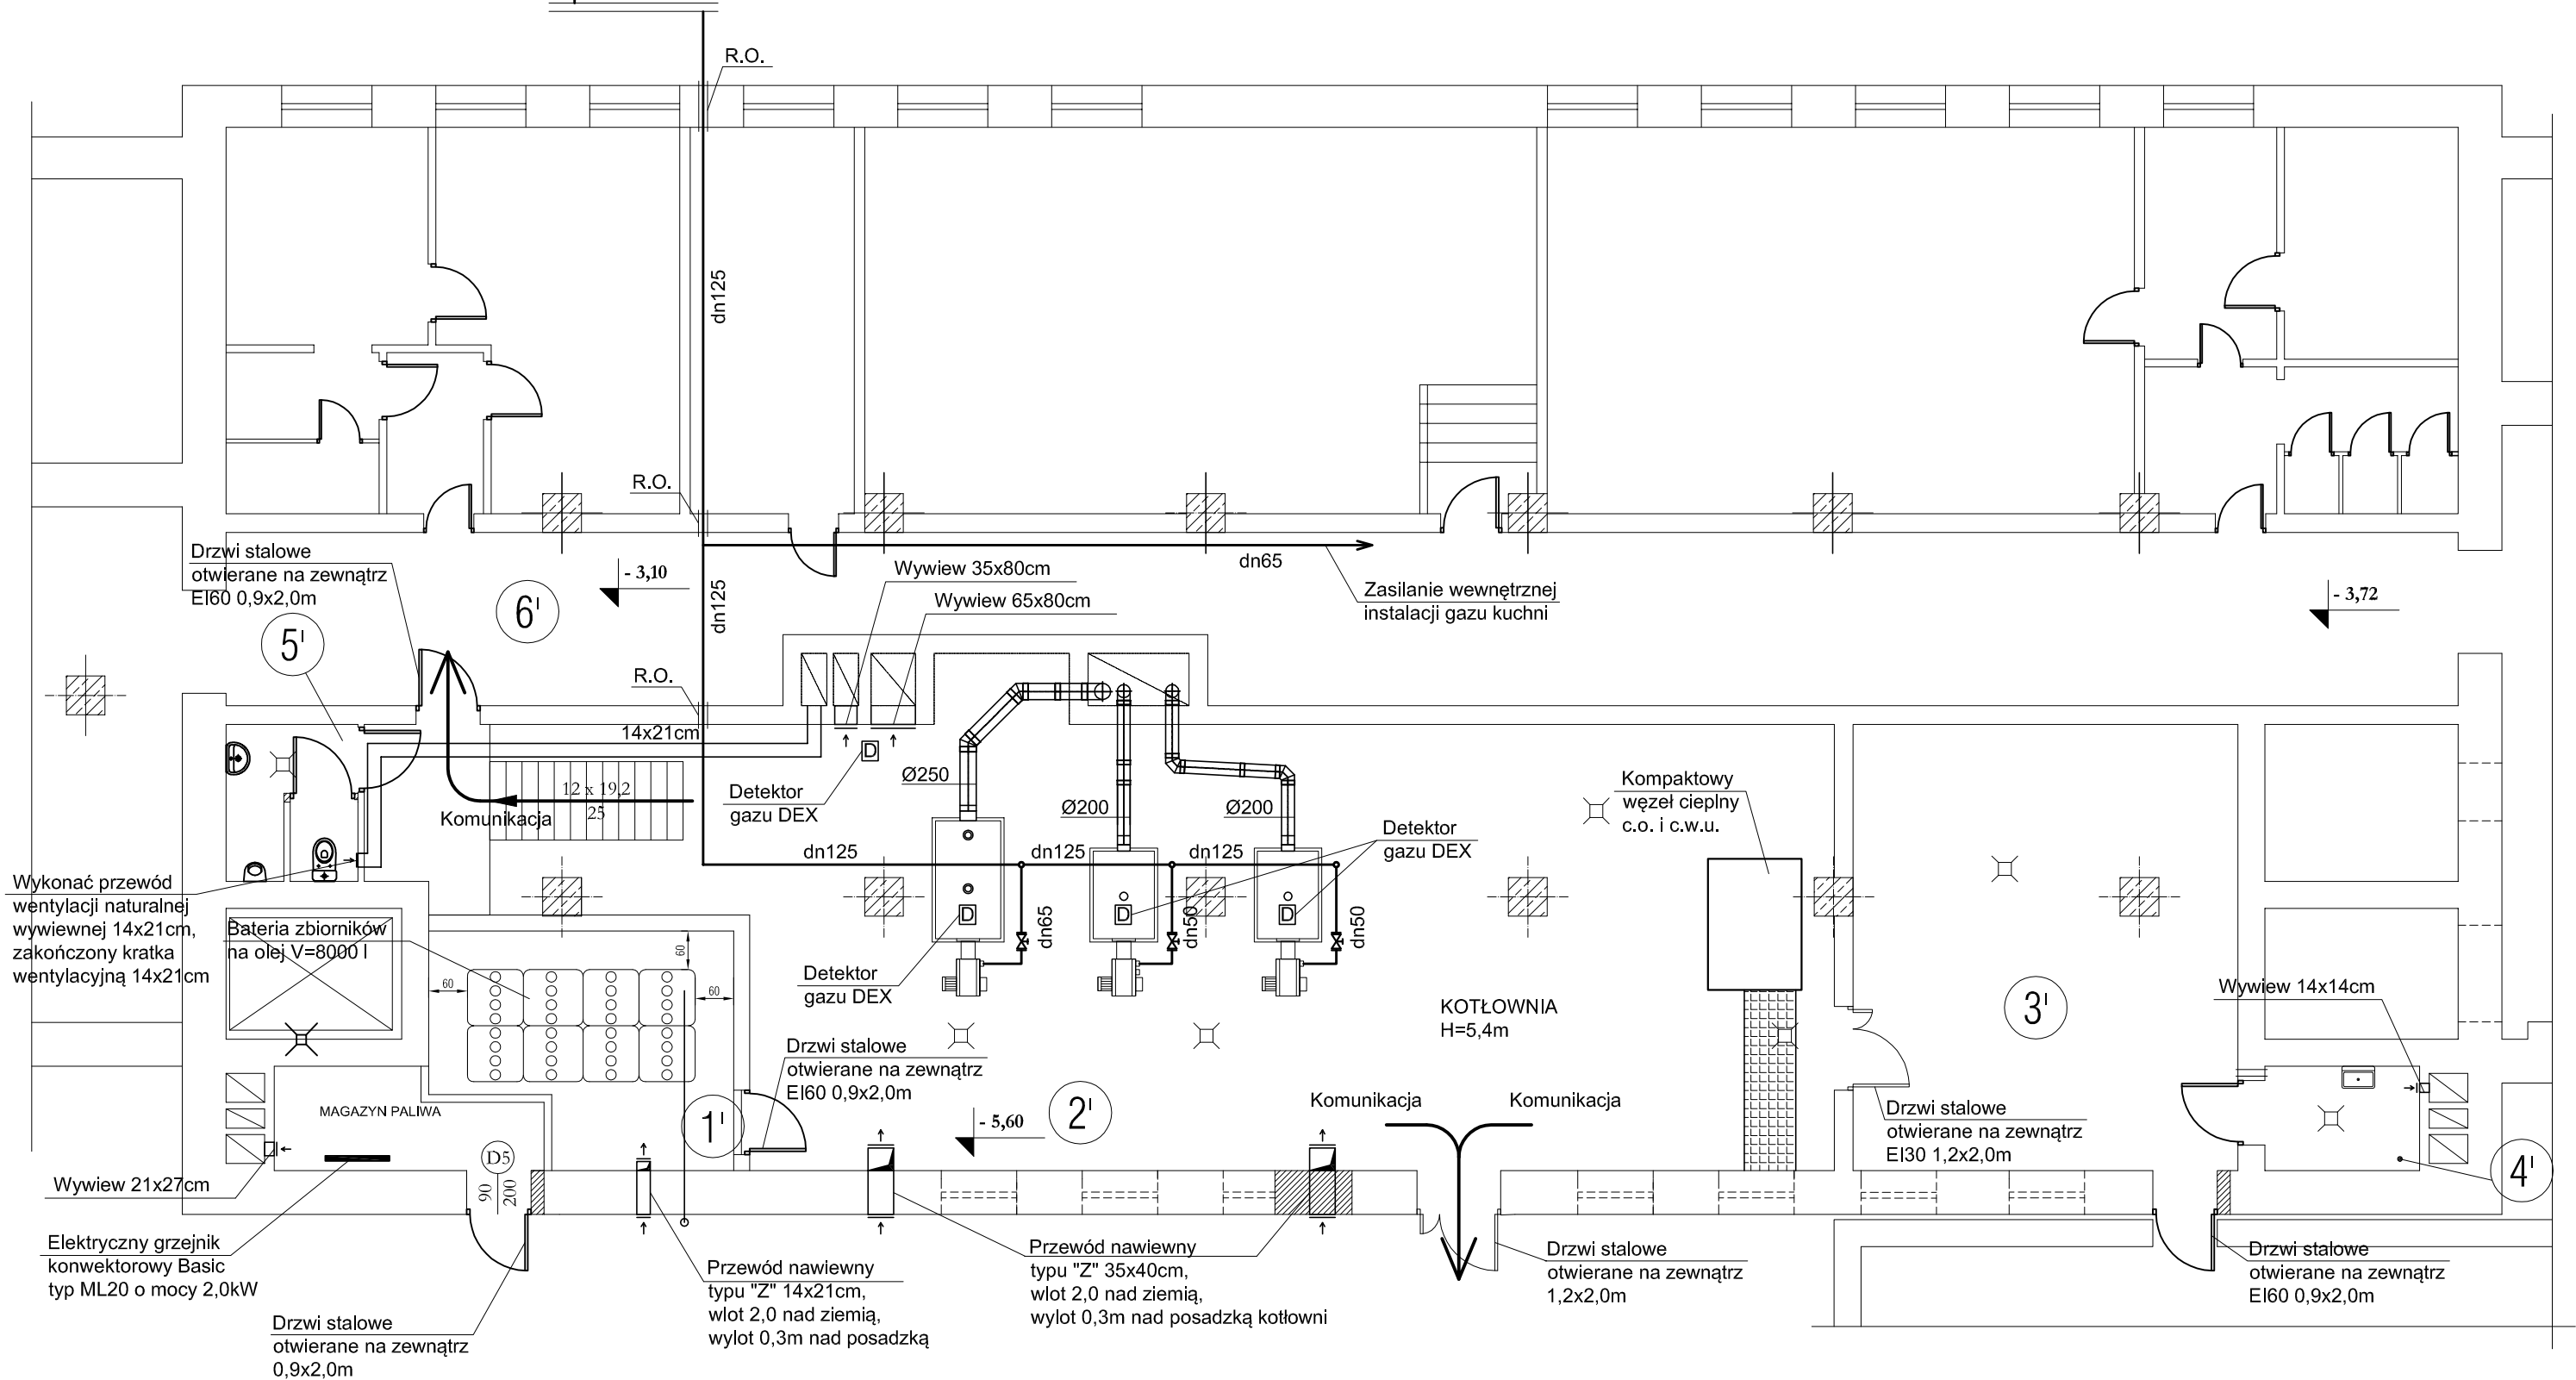 R.O.
dn125
R.O.
Drzwi stalowe
otwierane na zewnątrz
EI60 0,9x2,0m
5'
6'
- 3,10
dn125
Wywiew 35x80cm
Wywiew 65x80cm
dn65
Zasilanie wewnętrznej
instalacji gazu kuchni
- 3,72
R.O.
14x21cm
12 x 19,2
25
Komunikacja
Detektor
gazu DEX
D
Ø250
Ø200
Ø200
Kompaktowy
węzeł cieplny
c.o. i c.w.u.
Detektor
gazu DEX
dn125
dn125
dn125
D
D
D
dn65
dn50
dn50
Wykonać przewód
wentylacji naturalnej
wywiewnej 14x21cm,
zakończony kratka
wentylacyjną 14x21cm
Bateria zbiorników
na olej V=8000 l
60
60
60
Detektor
gazu DEX
KOTŁOWNIA
H=5,4m
3'
Wywiew 14x14cm
Drzwi stalowe
otwierane na zewnątrz
EI60 0,9x2,0m
MAGAZYN PALIWA
1'
- 5,60
2'
Komunikacja
Komunikacja
Drzwi stalowe
otwierane na zewnątrz
EI30 1,2x2,0m
4'
D5
90
200
Wywiew 21x27cm
Elektryczny grzejnik
konwektorowy Basic
typ ML20 o mocy 2,0kW
Drzwi stalowe
otwierane na zewnątrz
0,9x2,0m
Przewód nawiewny
typu "Z" 14x21cm,
wlot 2,0 nad ziemią,
wylot 0,3m nad posadzką
Przewód nawiewny
typu "Z" 35x40cm,
wlot 2,0 nad ziemią,
wylot 0,3m nad posadzką kotłowni
Drzwi stalowe
otwierane na zewnątrz
1,2x2,0m
Drzwi stalowe
otwierane na zewnątrz
EI60 0,9x2,0m